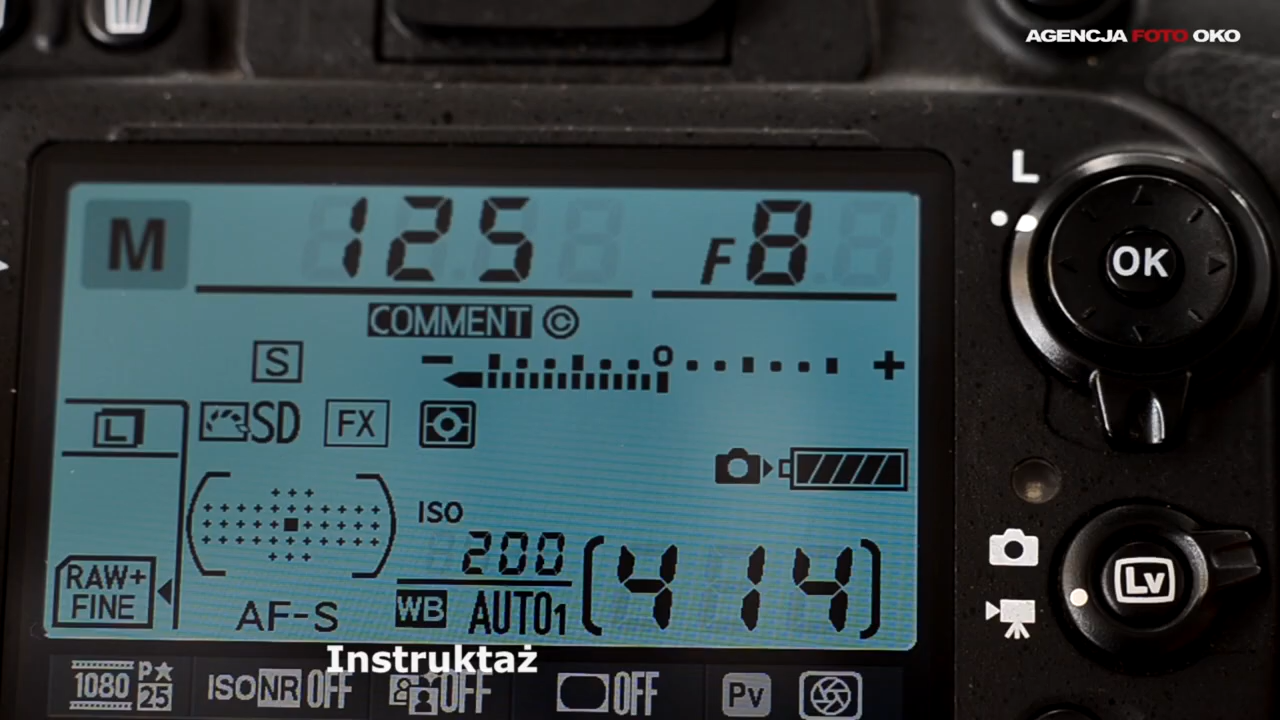 AGENCJA FOTO OKO
L
M 125 F8
OK
COMMENT ©
- 0 +
S
L SD FX
ISO
200 [414]
RAW+
FINE
AF-S WB AUTO1
Lv
Instruktaż
1080 P★
25 ISO NR OFF OFF OFF Pv